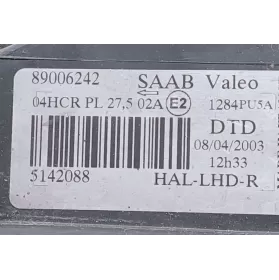 89006242 SAAB Valeo
04HCR PL 27,5 02A E2 1284PU5A
DTD
08/04/2003
12h33
5142088 HAL-LHD-R